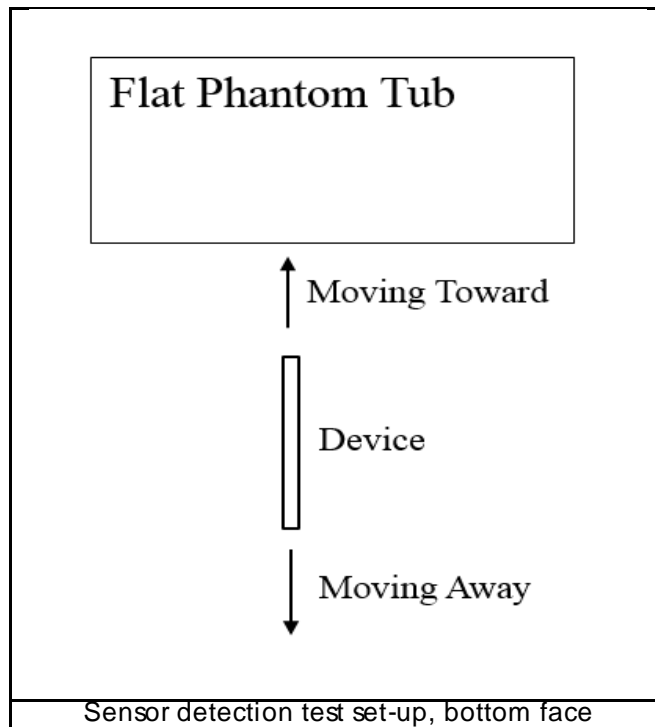 Flat Phantom Tub
Moving Toward
Device
Moving Away
Sensor detection test set-up, bottom face